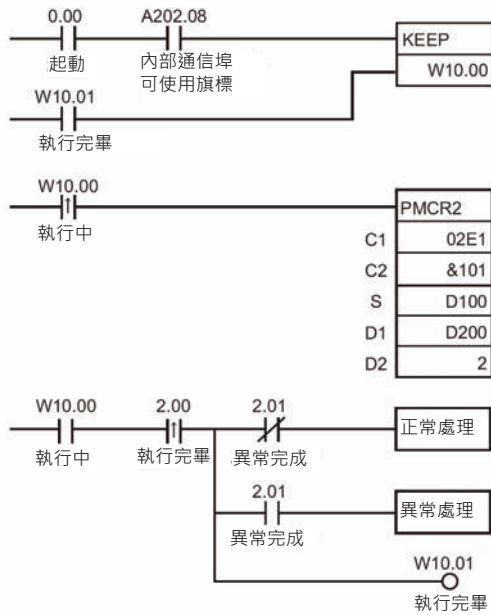 0.00 A202.08
KEEP
起動 內部通信埠
可使用旗標
W10.00
W10.01
執行完畢
W10.00
執行中
PMCR2
C1 02E1
C2 &101
S D100
D1 D200
D2 2
W10.00 2.00 2.01
正常處理
執行中 執行完畢 異常完成
2.01
異常處理
異常完成
W10.01
執行完畢